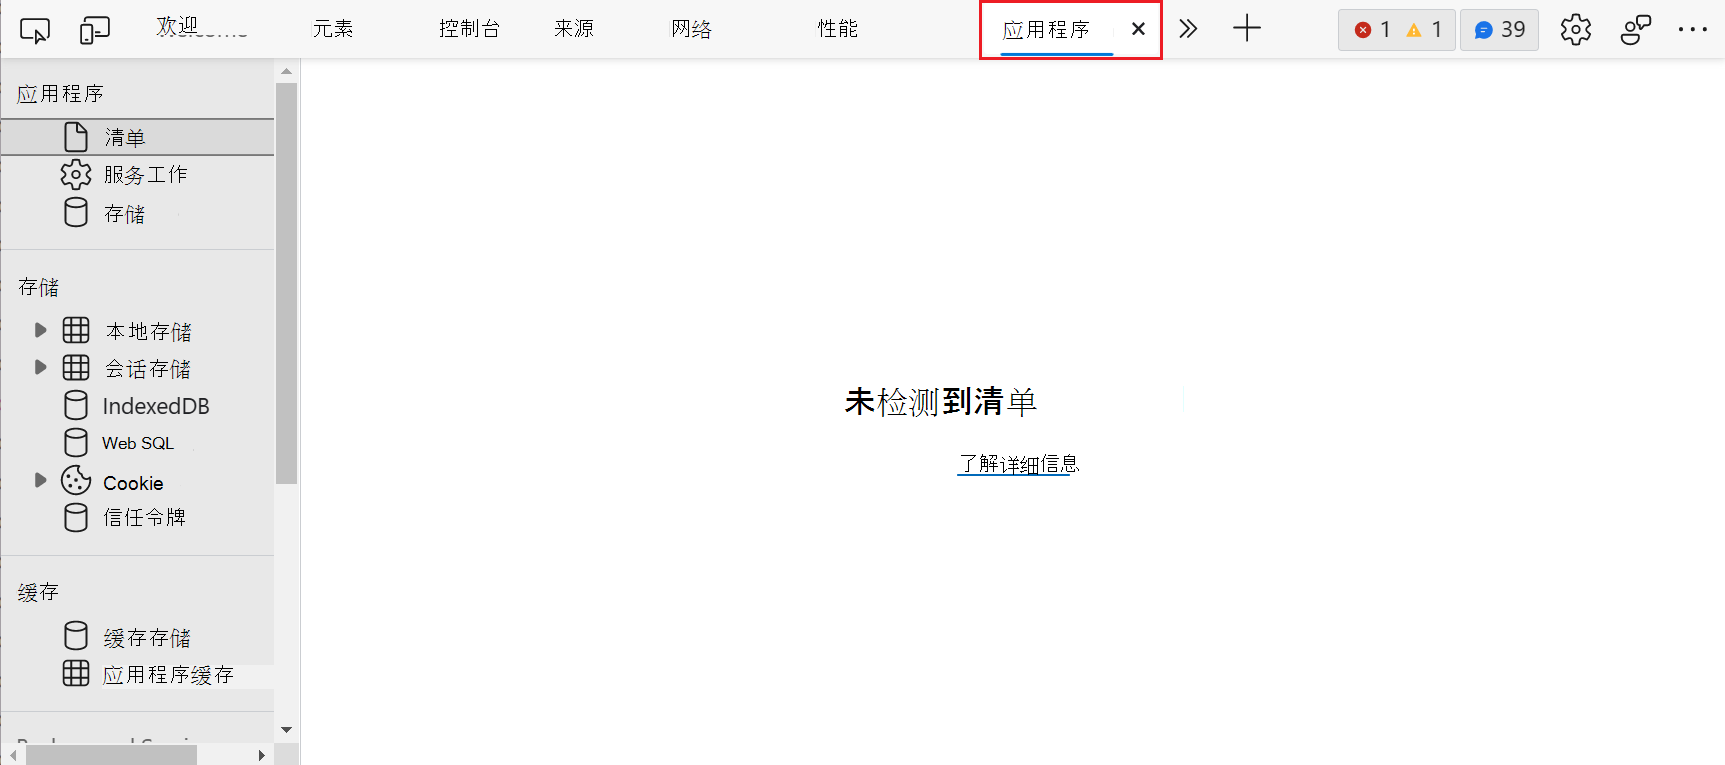 欢迎 元素 控制台 来源 网络 性能 应用程序 1 1 39
应用程序
清单
服务工作
存储
存储
本地存储
会话存储
IndexedDB
Web SQL
Cookie
信任令牌
缓存
缓存存储
应用程序缓存
未检测到清单
了解详细信息